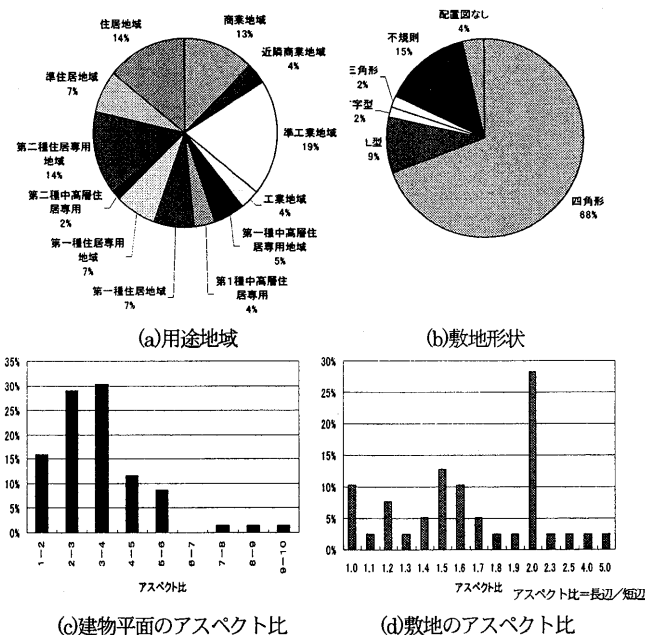 住居地域
14%
商業地域
13%
近隣商業地域
4%
準工業地域
19%
工業地域
4%
第一種中高層住
居専用地域
5%
第1種中高層住
居専用
4%
第一種住居地域
7%
第一種住居専用
地域
7%
第二種中高層住
居専用
2%
第二種住居専用
地域
14%
準住居地域
7%
(a)用途地域
配置図なし
4%
不規則
15%
三角形
2%
字型
2%
L型
9%
四角形
68%
(b)敷地形状
35%
30%
25%
20%
15%
10%
5%
0%
1-2 2-3 3-4 4-5 5-6 6-7 7-8 8-9 9-10
アスペクト比
(c)建物平面のアスペクト比
30%
25%
20%
15%
10%
5%
0%
1.0 1.1 1.2 1.3 1.4 1.5 1.6 1.7 1.8 1.9 2.0 2.3 2.5 4.0 5.0
アスペクト比
アスペクト比=長辺/短辺
(d)敷地のアスペクト比